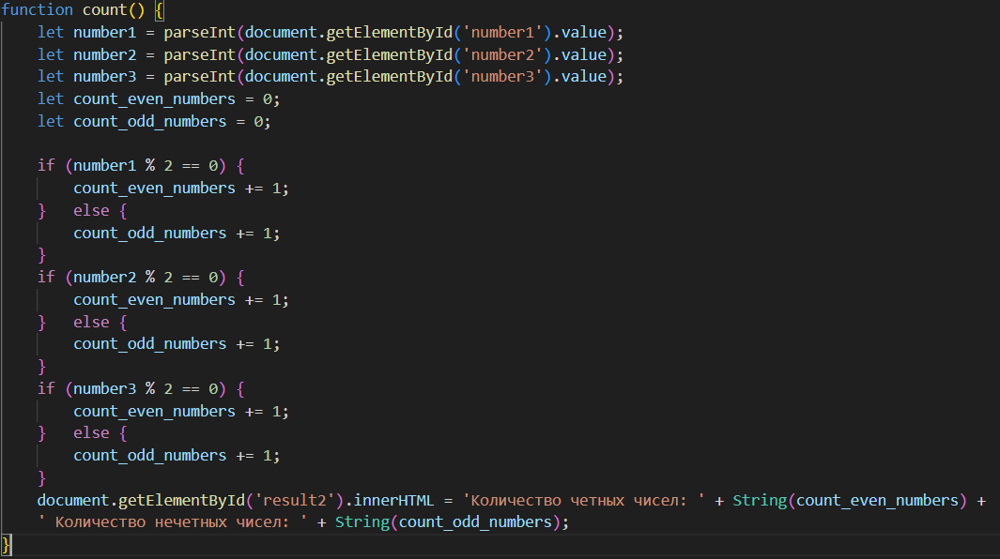 function count() {
    let number1 = parseInt(document.getElementById('number1').value);
    let number2 = parseInt(document.getElementById('number2').value);
    let number3 = parseInt(document.getElementById('number3').value);
    let count_even_numbers = 0;
    let count_odd_numbers = 0;

    if (number1 % 2 == 0) {
        count_even_numbers += 1;
    }   else {
        count_odd_numbers += 1;
    }
    if (number2 % 2 == 0) {
        count_even_numbers += 1;
    }   else {
        count_odd_numbers += 1;
    }
    if (number3 % 2 == 0) {
        count_even_numbers += 1;
    }   else {
        count_odd_numbers += 1;
    }
    document.getElementById('result2').innerHTML = 'Количество четных чисел: ' + String(count_even_numbers) +
    ' Количество нечетных чисел: ' + String(count_odd_numbers);
}